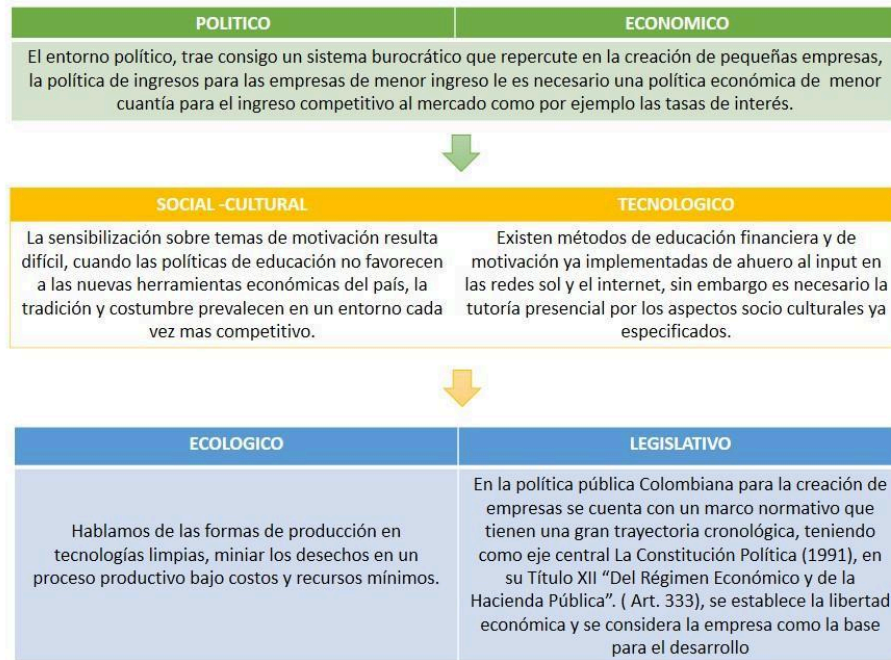 POLITICO
ECONOMICO
El entorno político, trae consigo un sistema burocrático que repercute en la creación de pequeñas empresas,
la política de ingresos para las empresas de menor ingreso le es necesario una política económica de menor
cuantía para el ingreso competitivo al mercado como por ejemplo las tasas de interés.
SOCIAL -CULTURAL
La sensibilización sobre temas de motivación resulta
difícil, cuando las políticas de educación no favorecen
a las nuevas herramientas económicas del país, la
tradición y costumbre prevalecen en un entorno cada
vez mas competitivo.
TECNOLOGICO
Existen métodos de educación financiera y de
motivación ya implementadas de ahuero al input en
las redes sol y el internet, sin embargo es necesario la
tutoría presencial por los aspectos socio culturales ya
especificados.
ECOLOGICO
Hablamos de las formas de producción en
tecnologías limpias, miniar los desechos en un
proceso productivo bajo costos y recursos mínimos.
LEGISLATIVO
En la política pública Colombiana para la creación de
empresas se cuenta con un marco normativo que
tienen una gran trayectoria cronológica, teniendo
como eje central La Constitución Política (1991), en
su Título XII “Del Régimen Económico y de la
Hacienda Pública”. ( Art. 333), se establece la libertad
económica y se considera la empresa como la base
para el desarrollo